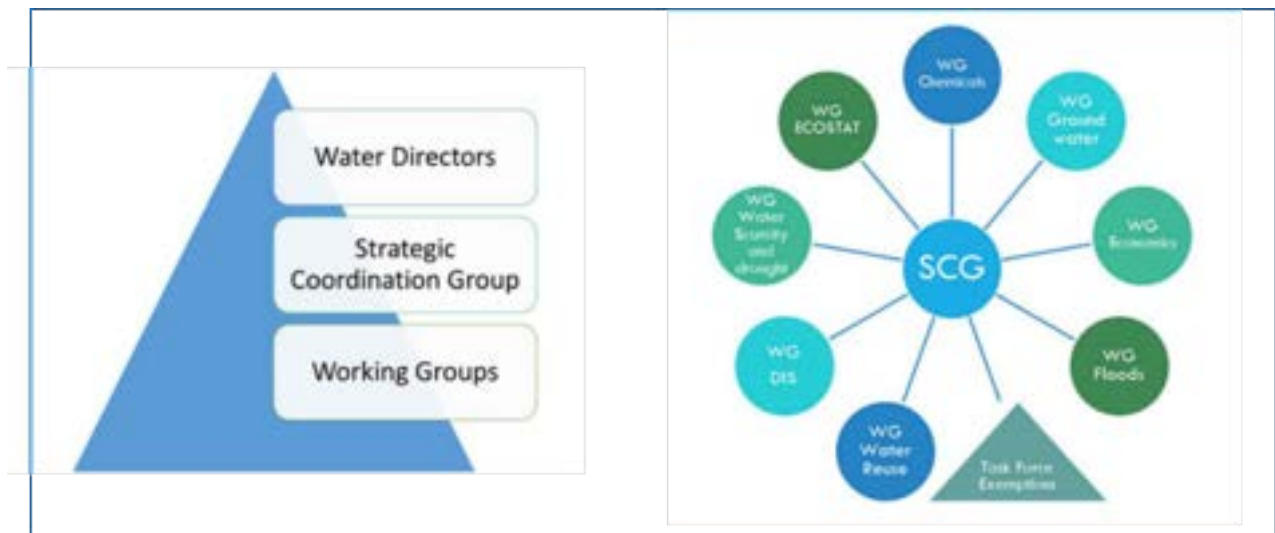 Water Directors
Strategic
Coordination Group
Working Groups
WG
Chemicals
WG
Ground
water
WG
Economics
WG
Floods
Task Force
Exemptions
WG
Water
Reuse
WG
DIS
WG
Water
Scarcity
and
drought
WG
ECOSTAT
SCG